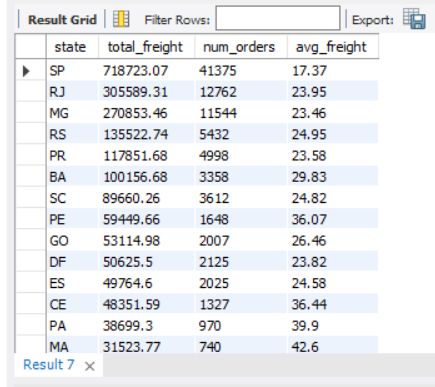 Result Grid Filter Rows: Export:
state total_freight num_orders avg_freight
SP 718723.07 41375 17.37
RJ 305589.31 12762 23.95
MG 270853.46 11544 23.46
RS 135522.74 5432 24.95
PR 117851.68 4998 23.58
BA 100156.68 3358 29.83
SC 89660.26 3612 24.82
PE 59449.66 1648 36.07
GO 53114.98 2007 26.46
DF 50625.5 2125 23.82
ES 49764.6 2025 24.58
CE 48351.59 1327 36.44
PA 38699.3 970 39.9
MA 31523.77 740 42.6
Result 7 ×